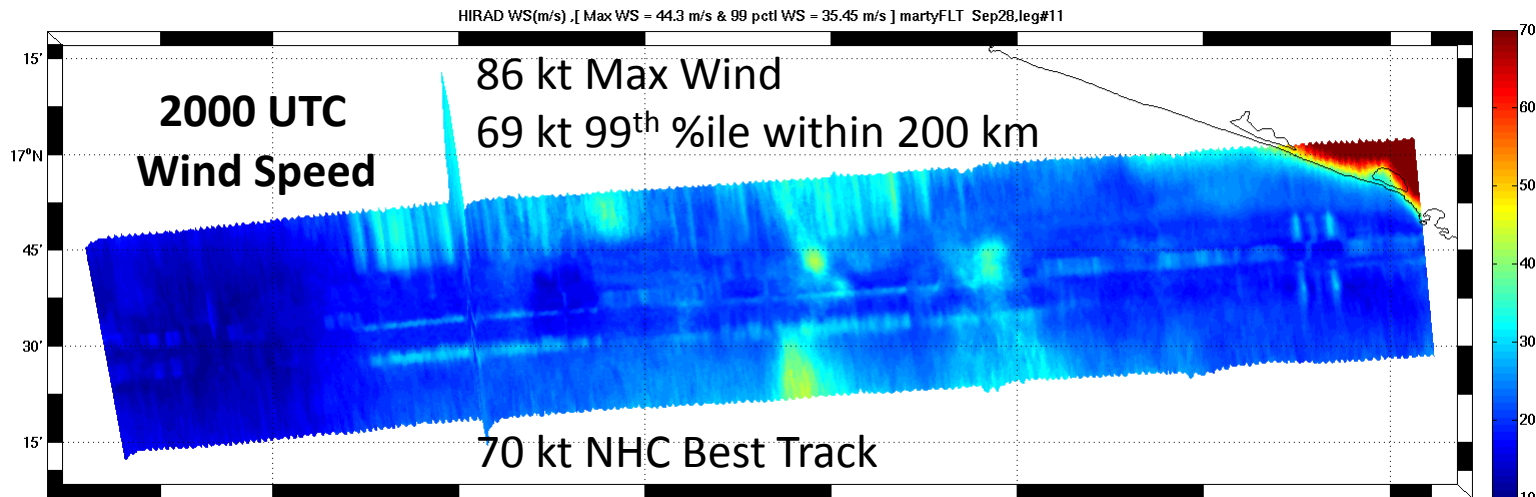 HIRAD WS(m/s) ,[ Max WS = 44.3 m/s & 99 pctl WS = 35.45 m/s ] martyFLT Sep28,leg#11
2000 UTC
Wind Speed
86 kt Max Wind
69 kt 99th %ile within 200 km
70 kt NHC Best Track
15'
17°N
45'
30'
15'
70
60
50
40
30
20
10